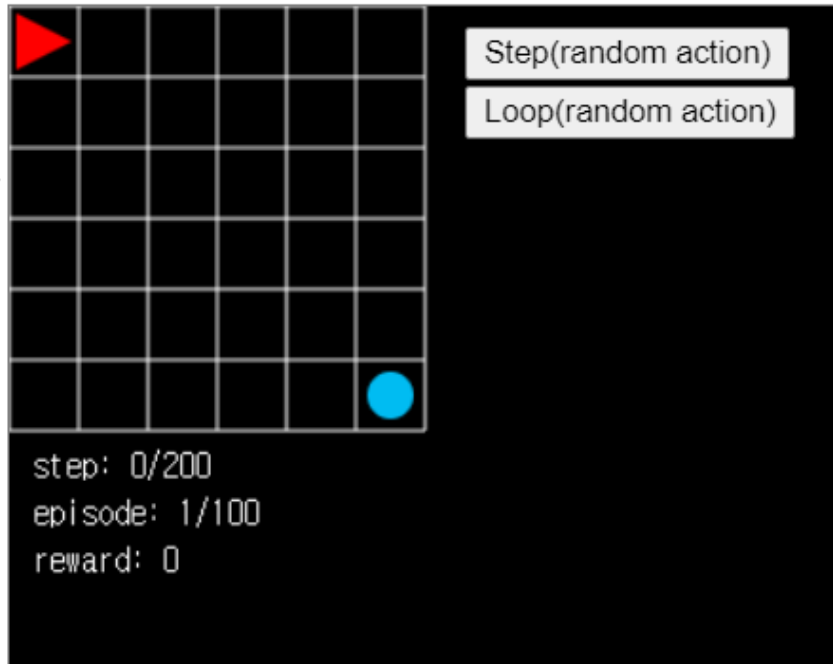 Step(random action)
Loop(random action)
step: 0/200
episode: 1/100
reward: 0